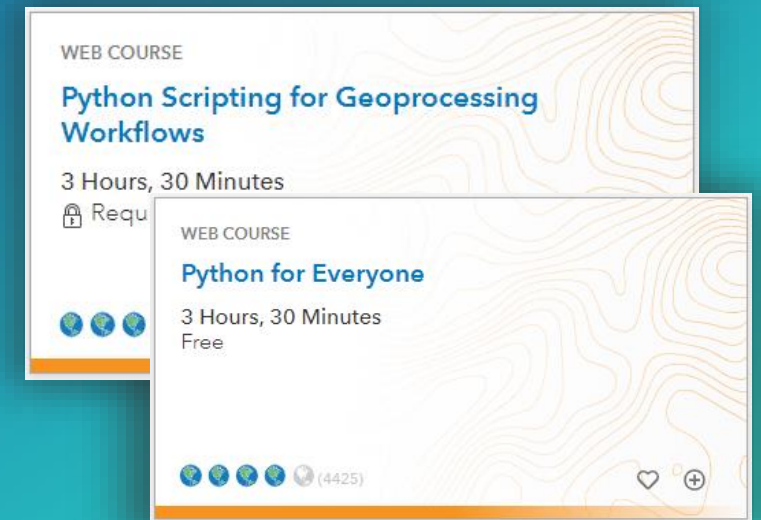 WEB COURSE
Python Scripting for Geoprocessing
Workflows
3 Hours, 30 Minutes
WEB COURSE
Python for Everyone
3 Hours, 30 Minutes
Free
(4425)